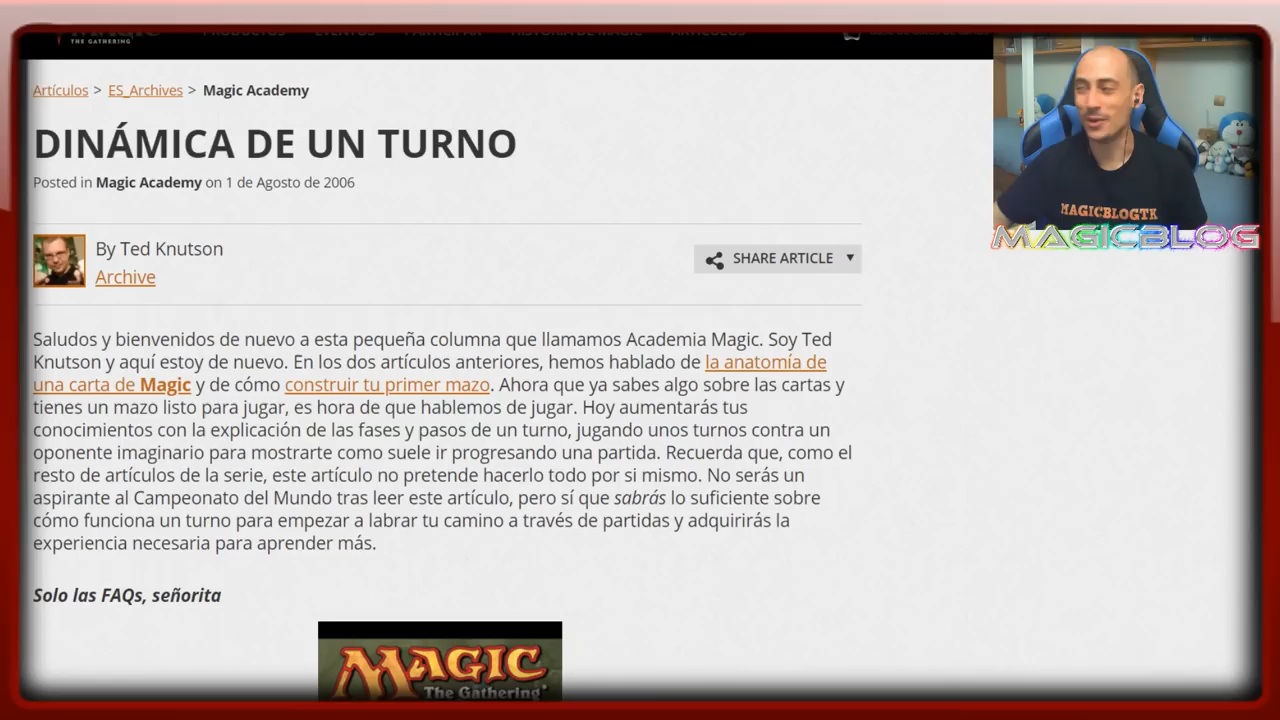 THE GATHERING
PRODUCTOS EVENTOS PARTICIPAR HISTORIA DE MAGIC ARTÍCULOS
Artículos > ES_Archives > Magic Academy
DINÁMICA DE UN TURNO
Posted in Magic Academy on 1 de Agosto de 2006
By Ted Knutson
Archive
SHARE ARTICLE
MAGICBLOGTK
MAGICBLOG
Saludos y bienvenidos de nuevo a esta pequeña columna que llamamos Academia Magic. Soy Ted
Knutson y aquí estoy de nuevo. En los dos artículos anteriores, hemos hablado de la anatomía de
una carta de Magic y de cómo construir tu primer mazo. Ahora que ya sabes algo sobre las cartas y
tienes un mazo listo para jugar, es hora de que hablemos de jugar. Hoy aumentarás tus
conocimientos con la explicación de las fases y pasos de un turno, jugando unos turnos contra un
oponente imaginario para mostrarte como suele ir progresando una partida. Recuerda que, como el
resto de artículos de la serie, este artículo no pretende hacerlo todo por si mismo. No serás un
aspirante al Campeonato del Mundo tras leer este artículo, pero sí que sabrás lo suficiente sobre
cómo funciona un turno para empezar a labrar tu camino a través de partidas y adquirirás la
experiencia necesaria para aprender más.
Solo las FAQs, señorita
MAGIC
The Gathering